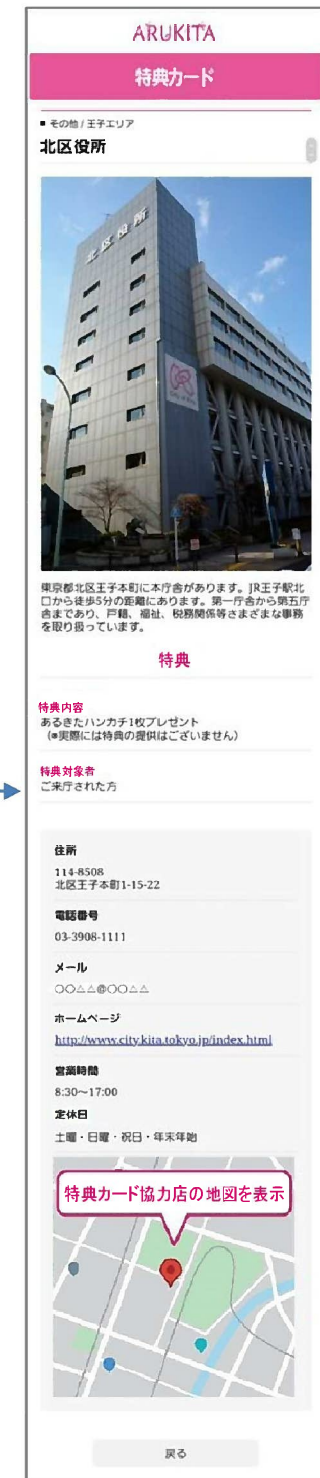 ARUKITA
特典カード
■ その他 / 王子エリア
北区役所
北区役所
City of Kita
東京都北区王子本町に本庁舎があります。JR王子駅北
口から徒歩5分の距離にあります。第一庁舎から第五庁
舎まであり、戸籍、福祉、税務関係等さまざまな事務
を取り扱っています。
特典
特典内容
あるきたハンカチ1枚プレゼント
（※実際には特典の提供はございません）
特典対象者
ご来庁された方
住所
114-8508
北区王子本町1-15-22
電話番号
03-3908-1111
メール
〇〇△△@〇〇△△
ホームページ
http://www.city.kita.tokyo.jp/index.html
営業時間
8:30～17:00
定休日
土曜・日曜・祝日・年末年始
特典カード協力店の地図を表示
戻る